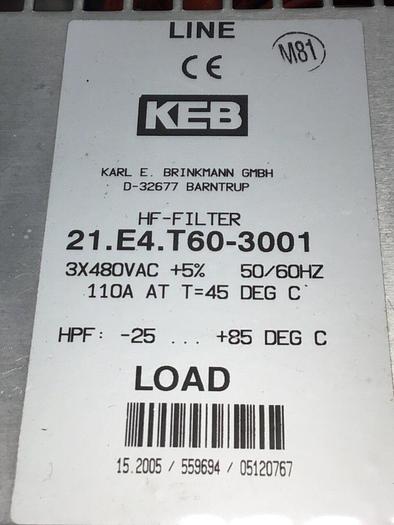 LINE
M81
CE
KEB
KARL E. BRINKMANN GMBH
D-32677 BARNTRUP
HF-FILTER
21.E4.T60-3001
3X480VAC +5% 50/60HZ
110A AT T=45 DEG C
HPF: -25 ... +85 DEG C
LOAD
15.2005 / 559694 / 05120767